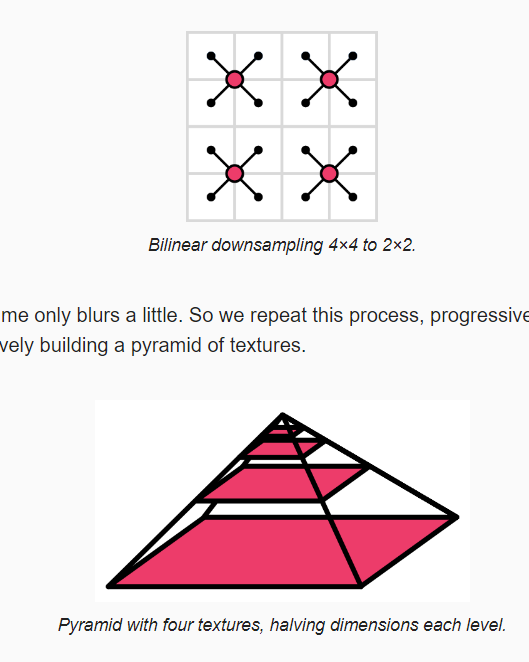 Bilinear downsampling 4×4 to 2×2.
me only blurs a little. So we repeat this process, progressive
vely building a pyramid of textures.
Pyramid with four textures, halving dimensions each level.